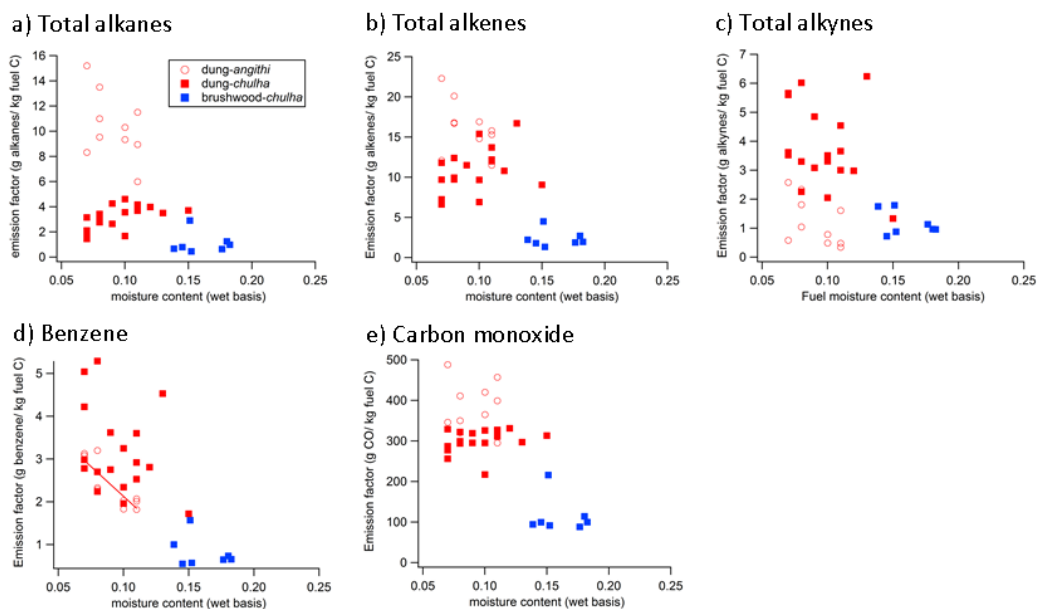 a) Total alkanes
b) Total alkenes
c) Total alkynes
Emission factor (g alkanes/ kg fuel C)
16
14
12
10
8
6
4
2
0
dung-angithi
dung-chulha
brushwood-chulha
0.05 0.10 0.15 0.20 0.25
moisture content (wet basis)
Emission factor (g alkenes/ kg fuel C)
25
20
15
10
5
0
0.05 0.10 0.15 0.20 0.25
moisture content (wet basis)
Emission factor (g alkynes/ kg fuel C)
7
6
5
4
3
2
1
0
0.05 0.10 0.15 0.20 0.25
Fuel moisture content (wet basis)
d) Benzene
e) Carbon monoxide
Emission factor (g benzene/ kg fuel C)
5
4
3
2
1
0.05 0.10 0.15 0.20 0.25
moisture content (wet basis)
Emission factor (g CO/ kg fuel C)
500
400
300
200
100
0
0.05 0.10 0.15 0.20 0.25
moisture content (wet basis)